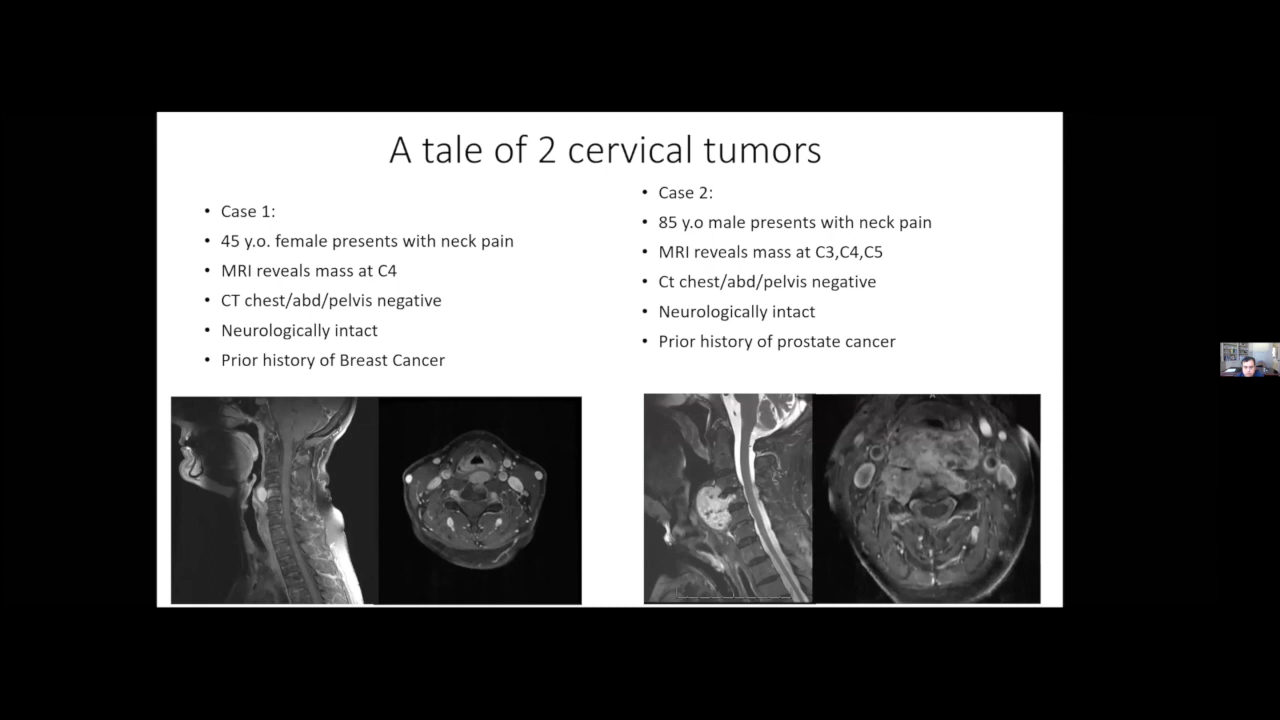 A tale of 2 cervical tumors
• Case 1:
• 45 y.o. female presents with neck pain
• MRI reveals mass at C4
• CT chest/abd/pelvis negative
• Neurologically intact
• Prior history of Breast Cancer
• Case 2:
• 85 y.o male presents with neck pain
• MRI reveals mass at C3,C4,C5
• Ct chest/abd/pelvis negative
• Neurologically intact
• Prior history of prostate cancer